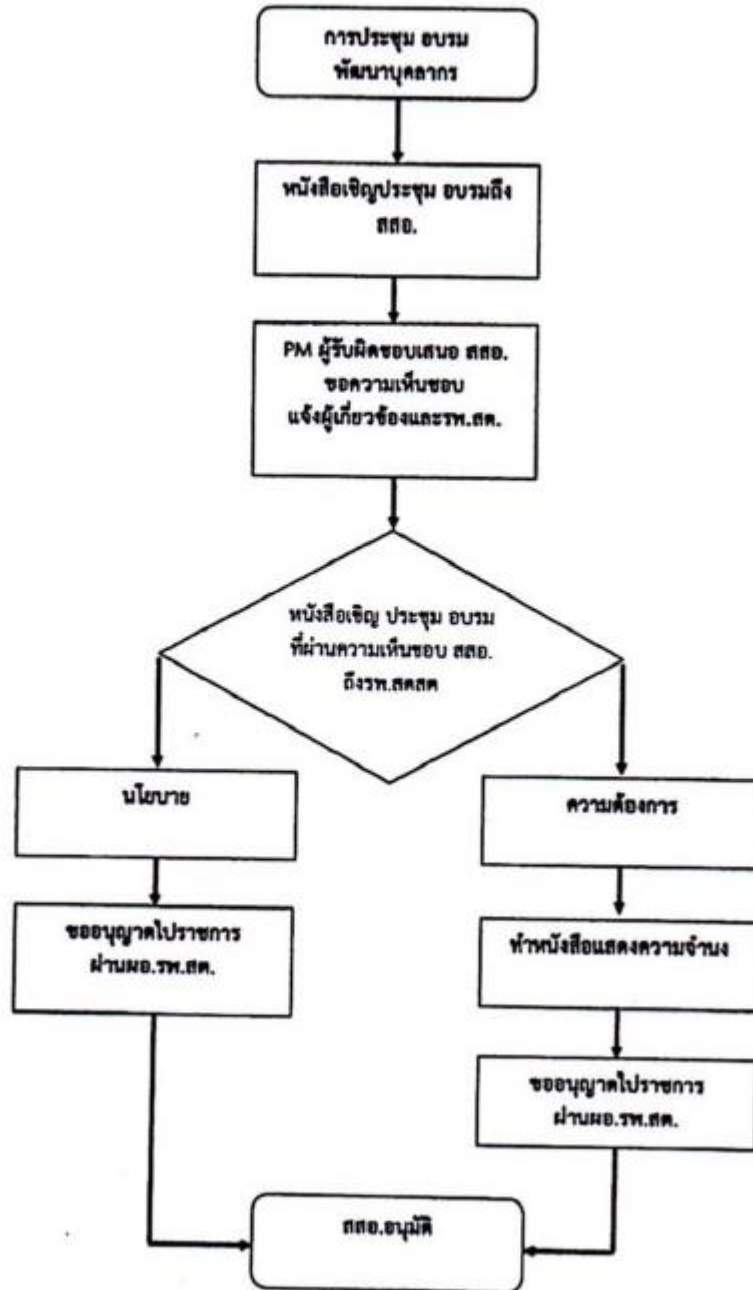 การประชุม อบรม
พัฒนาบุคลากร
หนังสือเชิญประชุม อบรมถึง
สสอ.
PM ผู้รับผิดชอบเสนอ สสอ.
ขอความเห็นชอบ
แจ้งผู้เกี่ยวข้องและรพ.สต.
หนังสือเชิญ ประชุม อบรม
ที่ผ่านความเห็นชอบ สสอ.
ถึงรพ.สตสต
นโยบาย
ความต้องการ
ขออนุญาตไปราชการ
ผ่านผอ.รพ.สต.
ทำหนังสือแสดงความจำนง
ขออนุญาตไปราชการ
ผ่านผอ.รพ.สต.
สสอ.อนุมัติ